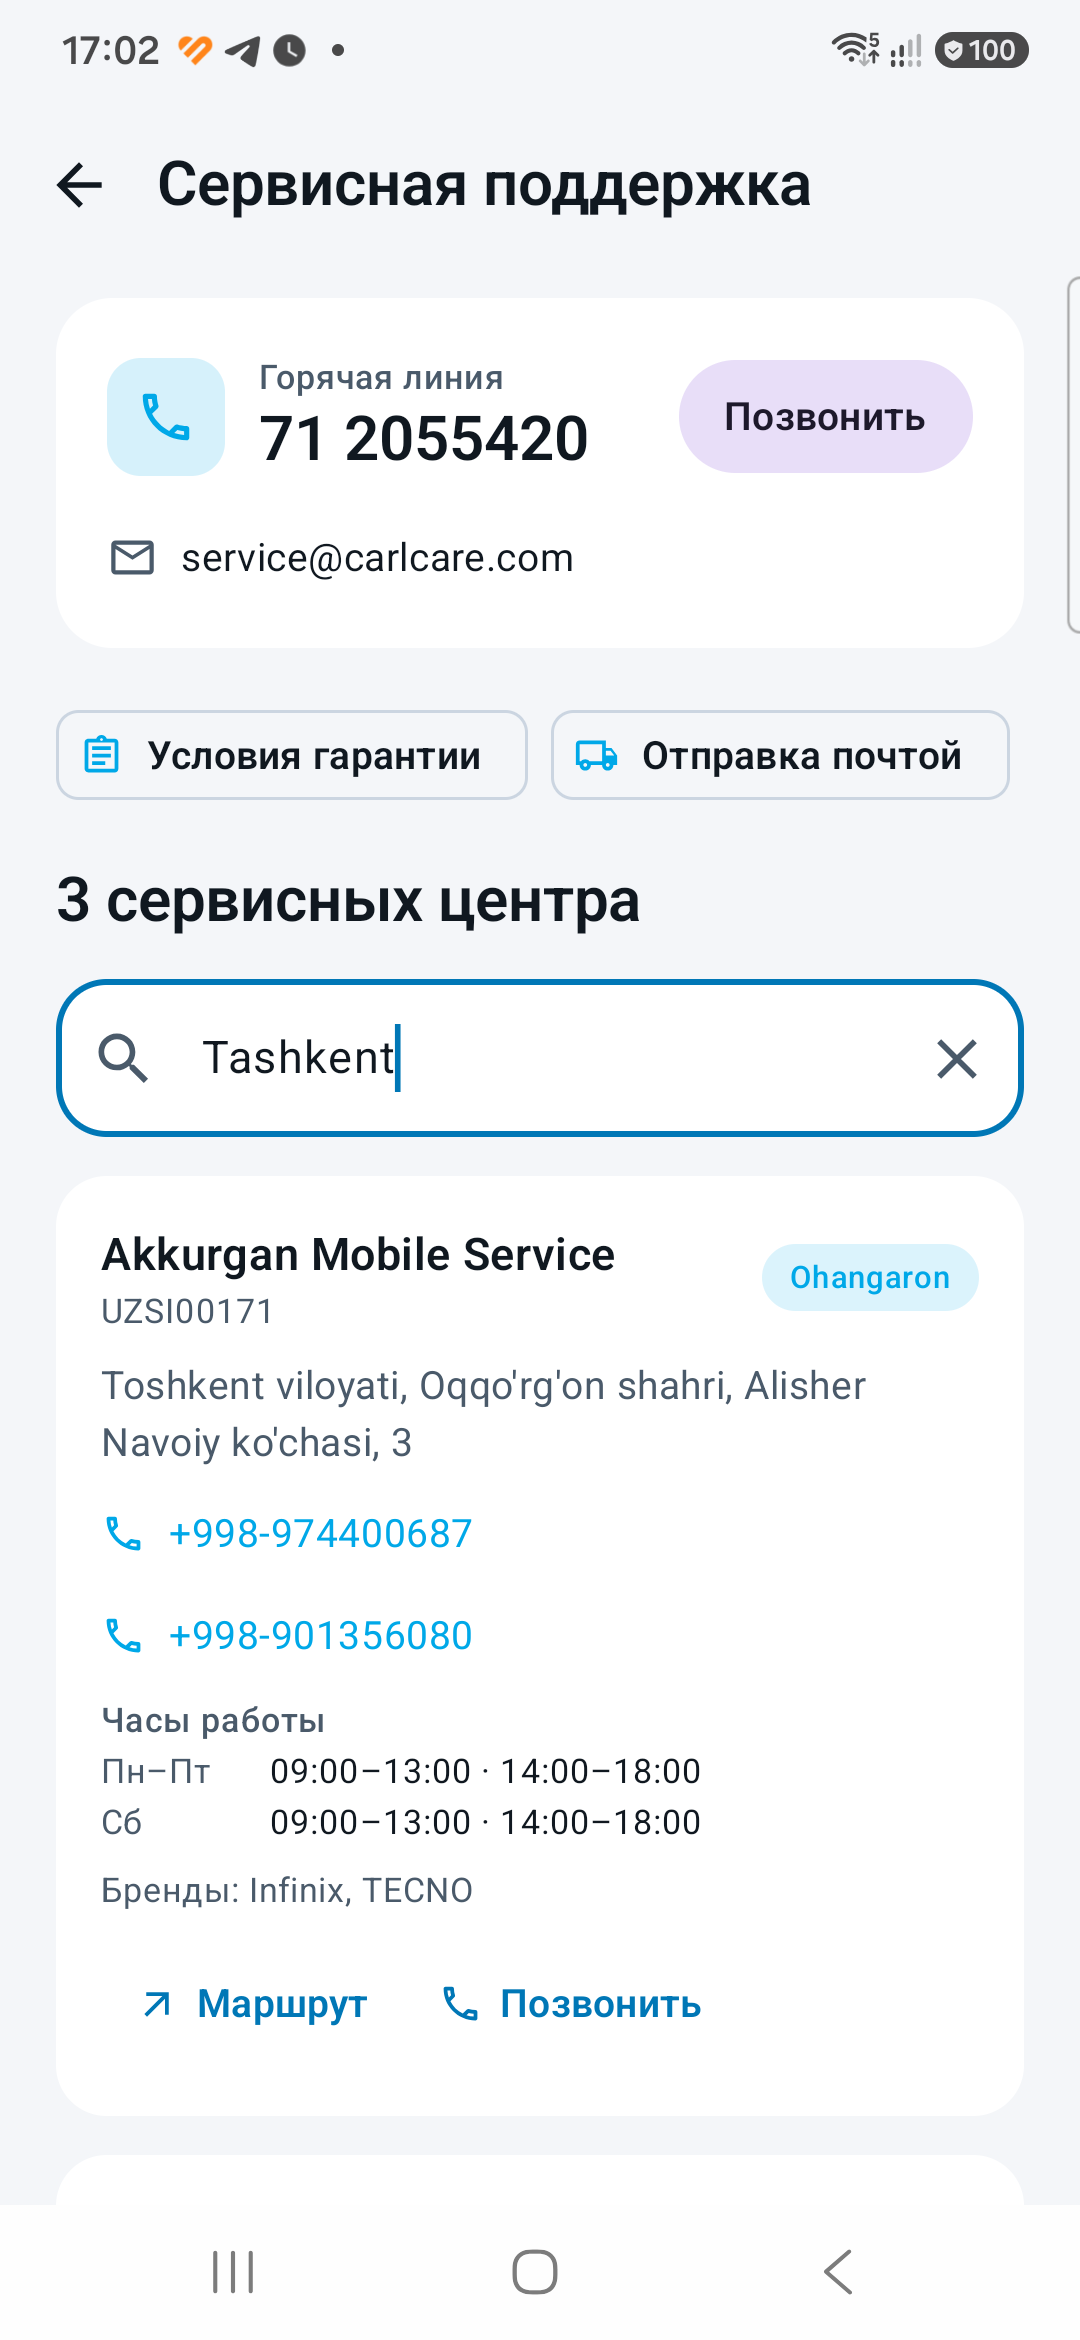 17:02
5
100
Сервисная поддержка
Горячая линия
71 2055420
Позвонить
service@carlcare.com
Условия гарантии
Отправка почтой
3 сервисных центра
Tashkent
Akkurgan Mobile Service
Ohangaron
UZSI00171
Toshkent viloyati, Oqqo'rg'on shahri, Alisher
Navoiy ko'chasi, 3
+998-974400687
+998-901356080
Часы работы
Пн–Пт 09:00–13:00 · 14:00–18:00
Сб 09:00–13:00 · 14:00–18:00
Бренды: Infinix, TECNO
Маршрут
Позвонить